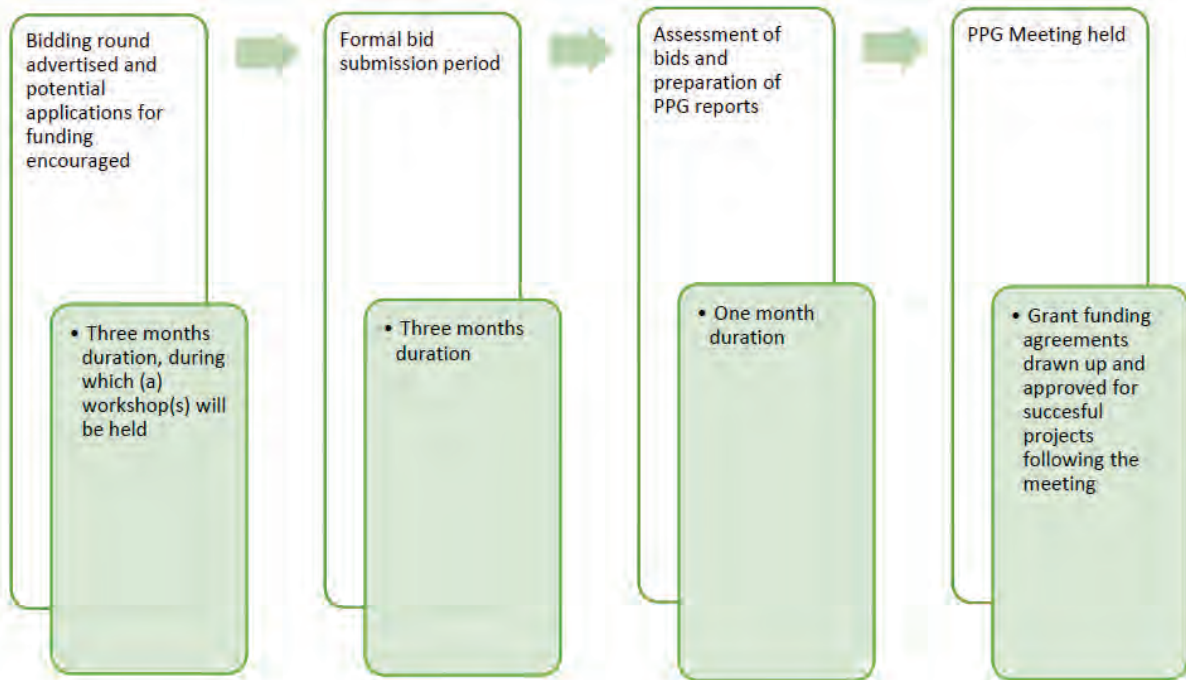 Bidding round
advertised and
potential
applications for
funding
encouraged
• Three months
duration, during
which (a)
workshop(s) will
be held
Formal bid
submission period
• Three months
duration
Assessment of
bids and
preparation of
PPG reports
• One month
duration
PPG Meeting held
• Grant funding
agreements
drawn up and
approved for
succesful
projects
following the
meeting